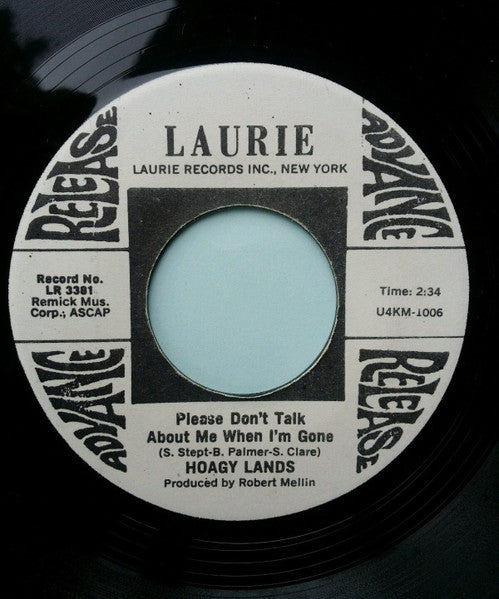 RELEASE
ADVANCE
LAURIE
LAURIE RECORDS INC., NEW YORK
Record No.
LR 3381
Remick Mus.
Corp., ASCAP
Time: 2:34
U4KM-1006
ADVANCE
RELEASE
Please Don't Talk
About Me When I'm Gone
(S. Stept-B. Palmer-S. Clare)
HOAGY LANDS
Produced by Robert Mellin